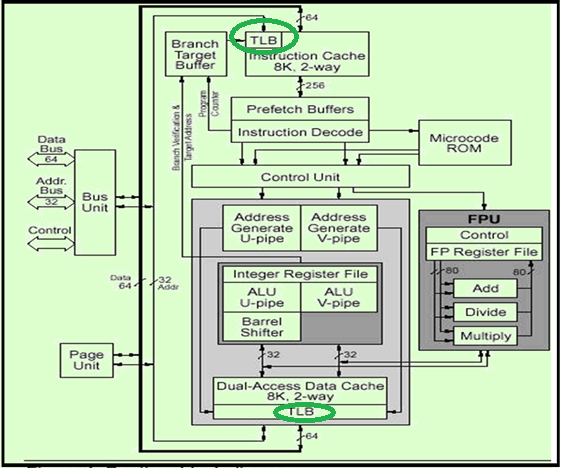 64
TLB
Branch
Target
Buffer
Instruction Cache
8K, 2-way
256
Branch Verification &
Target Address
Program
Counter
Prefetch Buffers
Instruction Decode
Microcode
ROM
Control Unit
Data
Bus
64
Addr.
Bus
32
Control
Bus
Unit
Address
Generate
U-pipe
Address
Generate
V-pipe
FPU
Control
FP Register File
80
80
Add
Divide
Multiply
Integer Register File
ALU
U-pipe
ALU
V-pipe
Barrel
Shifter
Data
64
32
Addr
32
32
Page
Unit
Dual-Access Data Cache
8K, 2-way
TLB
64